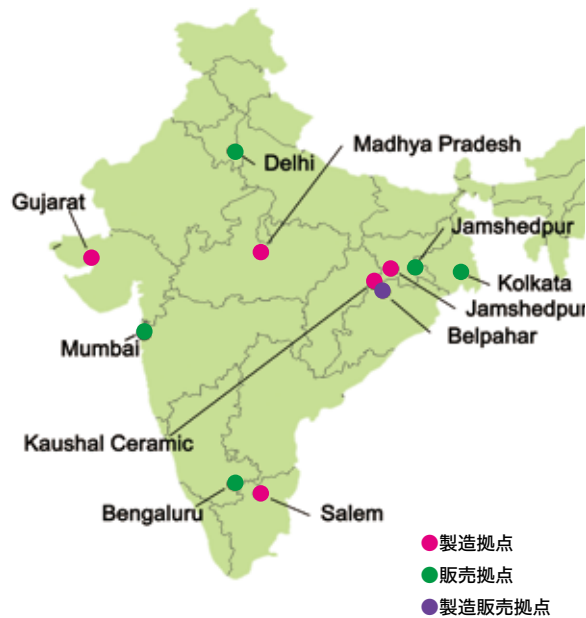 Madhya Pradesh
Delhi
Gujarat
Jamshedpur
Kolkata
Jamshedpur
Belpahar
Mumbai
Kaushal Ceramic
Bengaluru
Salem
製造拠点
販売拠点
製造販売拠点